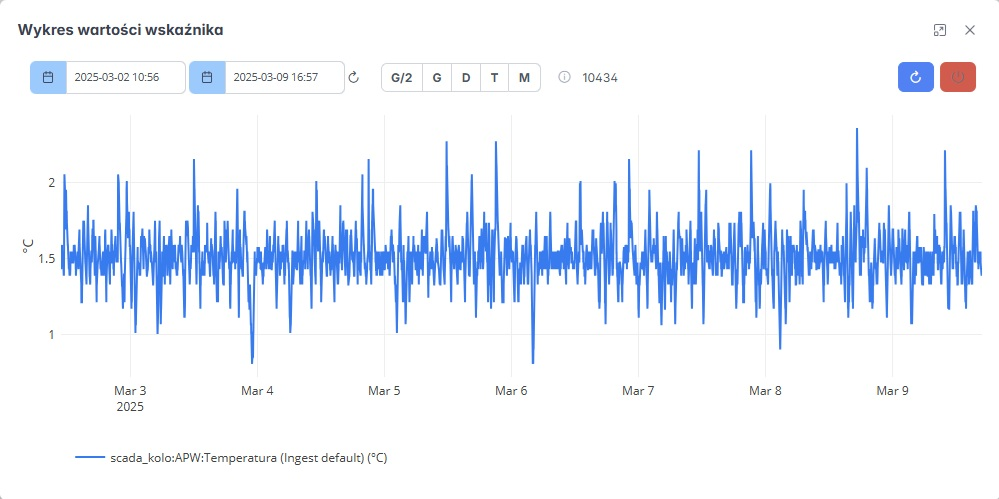 Wykres wartości wskaźnika
2025-03-02 10:56
2025-03-09 16:57
G/2 G D T M
10434
2
1.5
1
°C
Mar 3
2025
Mar 4
Mar 5
Mar 6
Mar 7
Mar 8
Mar 9
scada_kolo:APW:Temperatura (Ingest default) (°C)